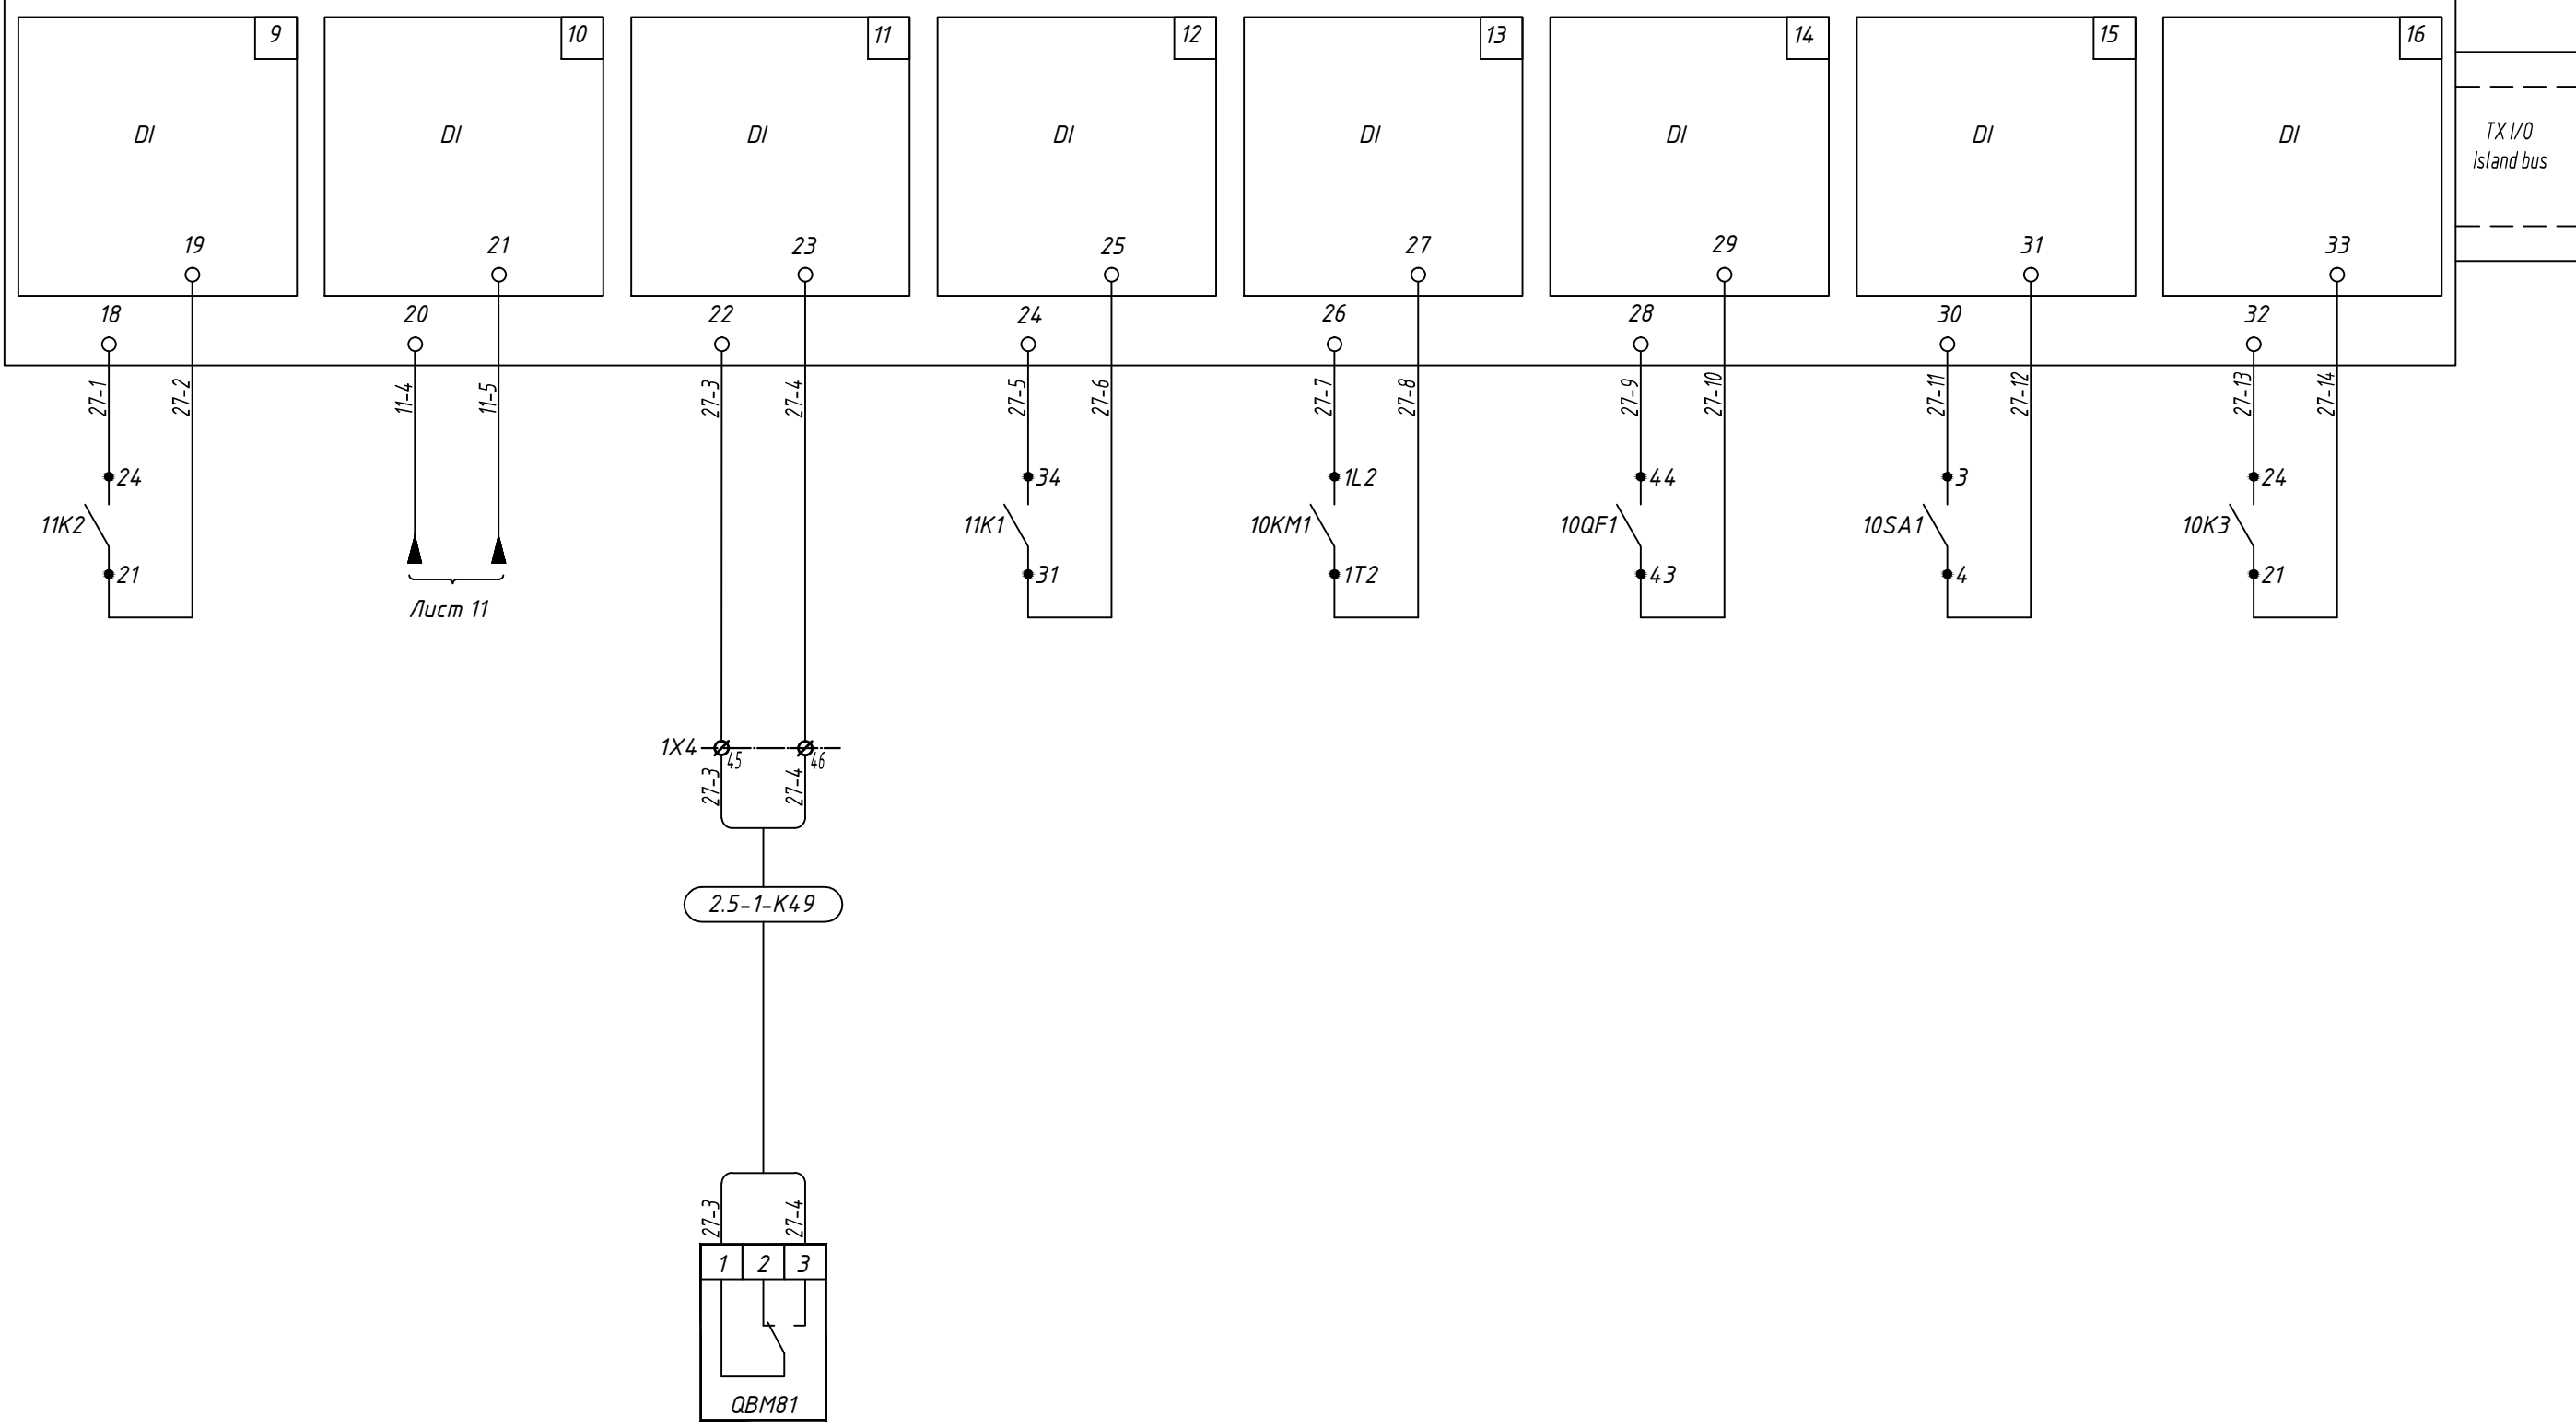 9 10 11 12 13 14 15 16
DI DI DI DI DI DI DI DI
TX I/O
Island bus
19 21 23 25 27 29 31 33
18 20 22 24 26 28 30 32
27-1 27-2 11-4 11-5 27-3 27-4 27-5 27-6 27-7 27-8 27-9 27-10 27-11 27-12 27-13 27-14
24 34 1L2 44 3 24
11K2 11K1 10KM1 10QF1 10SA1 10K3
21 31 1T2 43 4 21
Лист 11
1X4 45 46
27-3 27-4
2.5-1-K49
27-3 27-4
1 2 3
QBM81